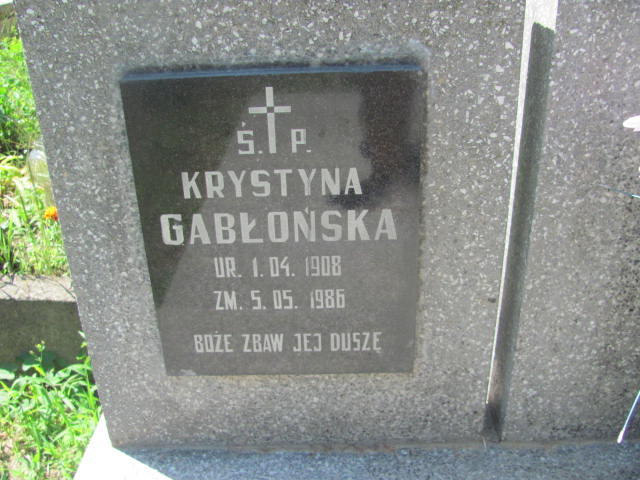 Ś. P.
KRYSTYNA
GABŁOŃSKA
UR. 1. 04. 1908
ZM. 5. 05. 1986
BOŻE ZBAW JEJ DUSZĘ